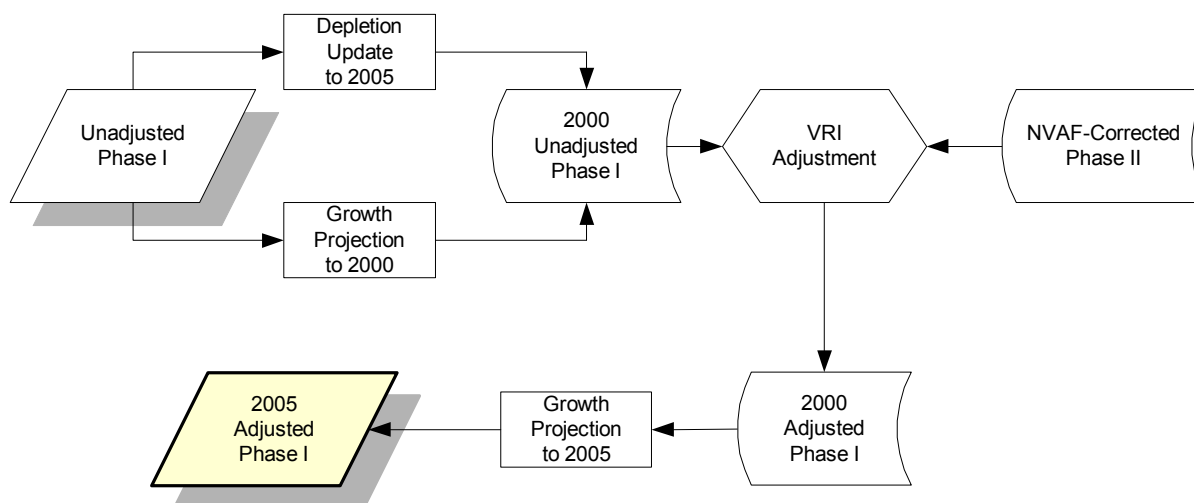 Depletion
Update
to 2005
Unadjusted
Phase I
Growth
Projection
to 2000
2000
Unadjusted
Phase I
VRI
Adjustment
NVAF-Corrected
Phase II
2005
Adjusted
Phase I
Growth
Projection
to 2005
2000
Adjusted
Phase I